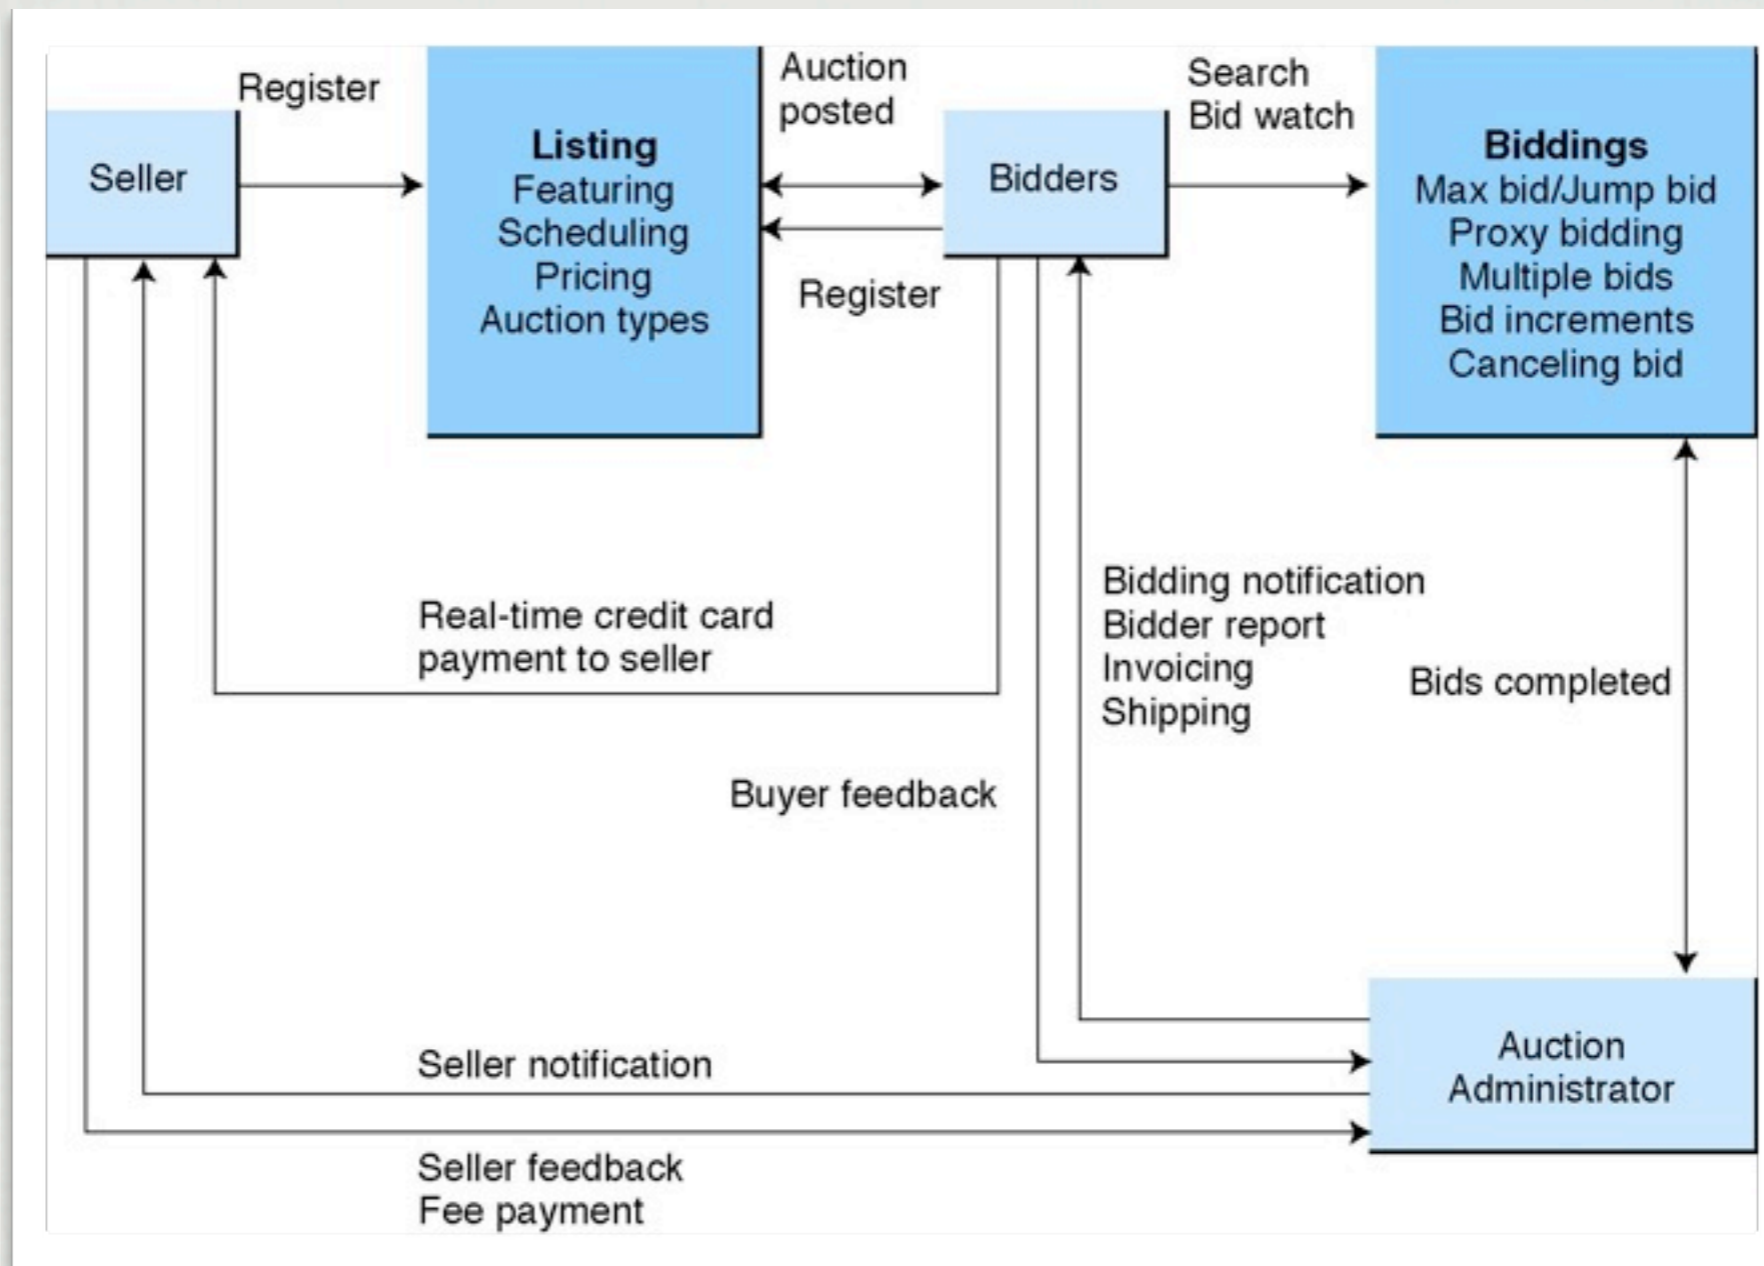 Register
Seller
Listing
Featuring
Scheduling
Pricing
Auction types
Auction
posted
Register
Bidders
Search
Bid watch
Biddings
Max bid/Jump bid
Proxy bidding
Multiple bids
Bid increments
Canceling bid
Real-time credit card
payment to seller
Buyer feedback
Bidding notification
Bidder report
Invoicing
Shipping
Bids completed
Seller notification
Seller feedback
Fee payment
Auction
Administrator